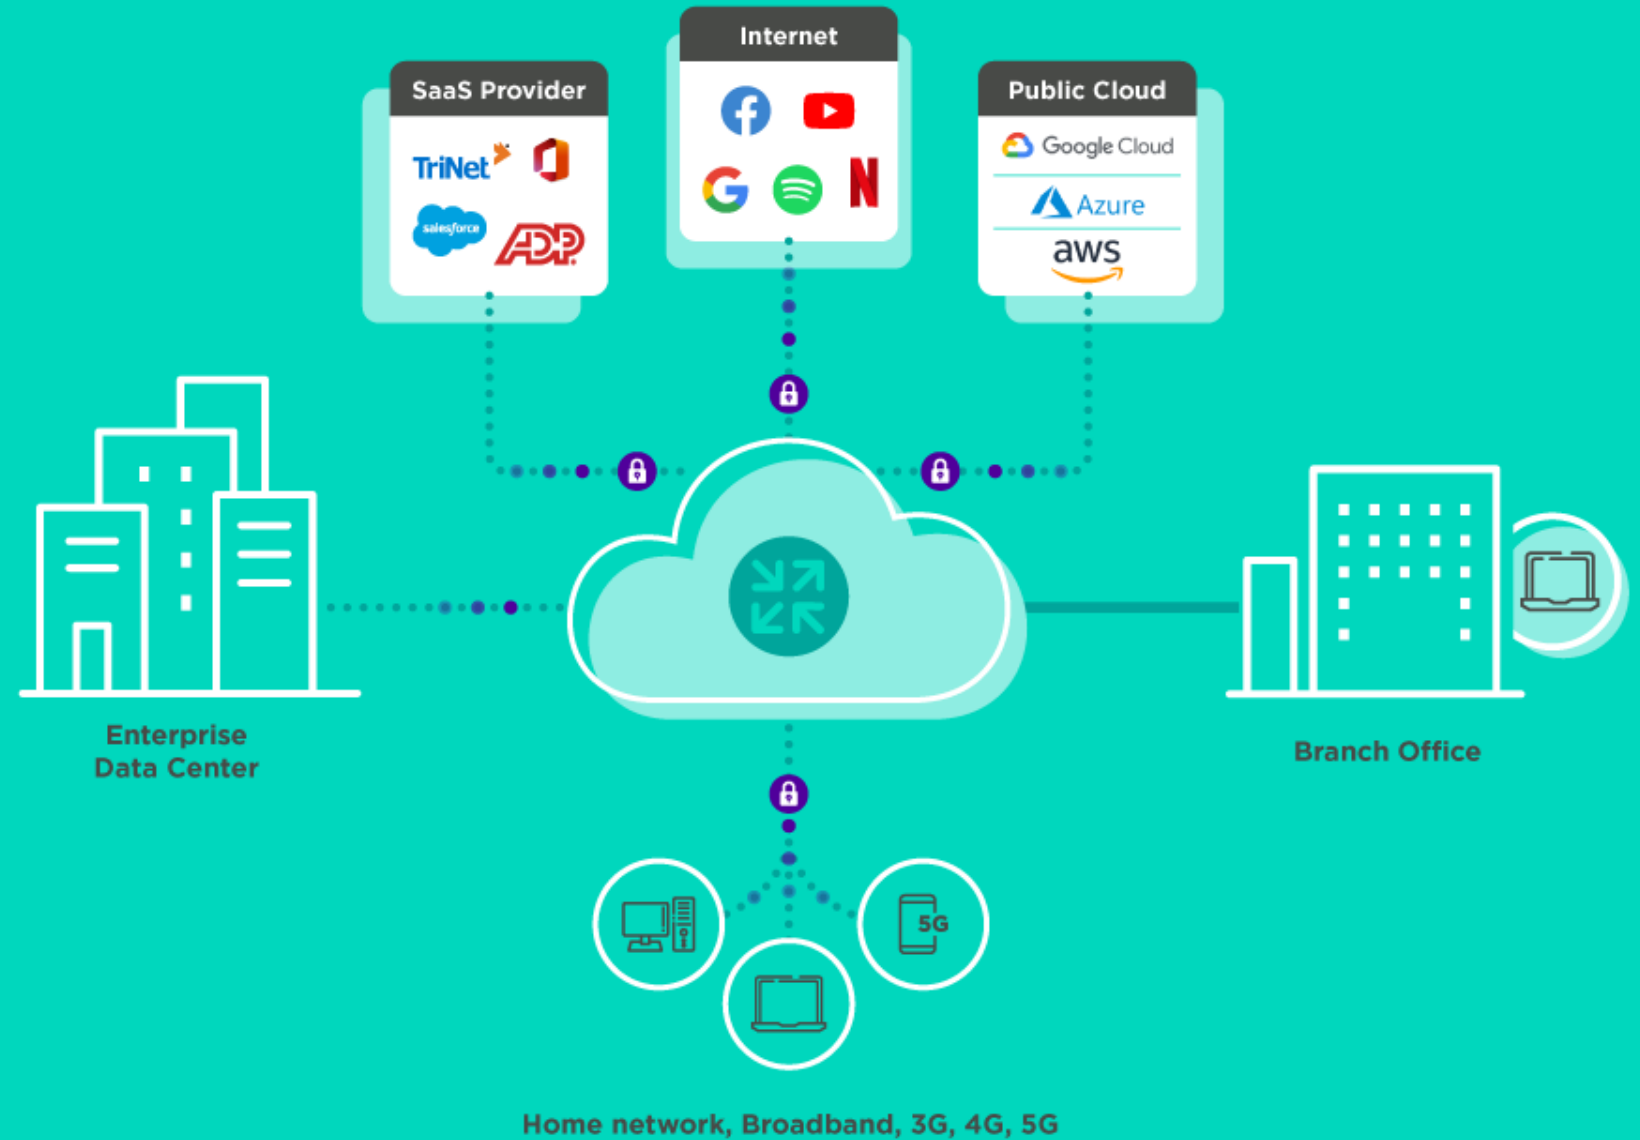 Internet
SaaS Provider
Public Cloud
TriNet
salesforce
ADP
Google Cloud
Azure
aws
Enterprise
Data Center
Branch Office
5G
Home network, Broadband, 3G, 4G, 5G